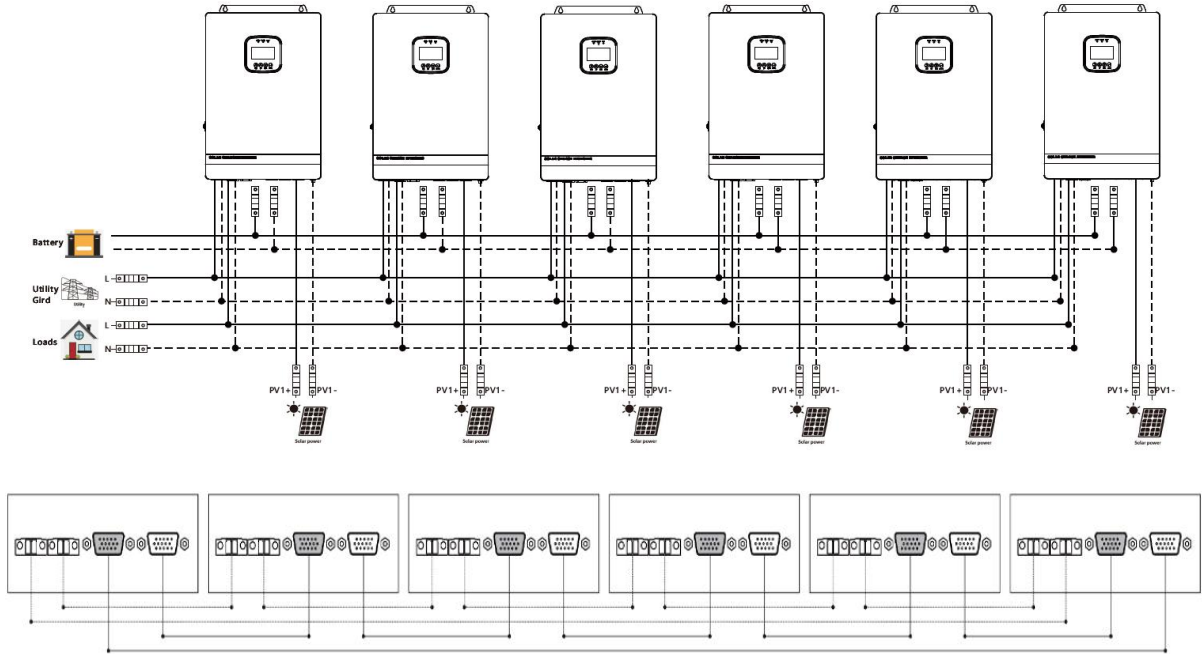 Battery
Utility
Gird
Utility
L
N
Loads
L
N
PV1+ PV1-
PV1+ PV1-
PV1+ PV1-
PV1+ PV1-
PV1+ PV1-
PV1+ PV1-
Solar power
Solar power
Solar power
Solar power
Solar power
Solar power